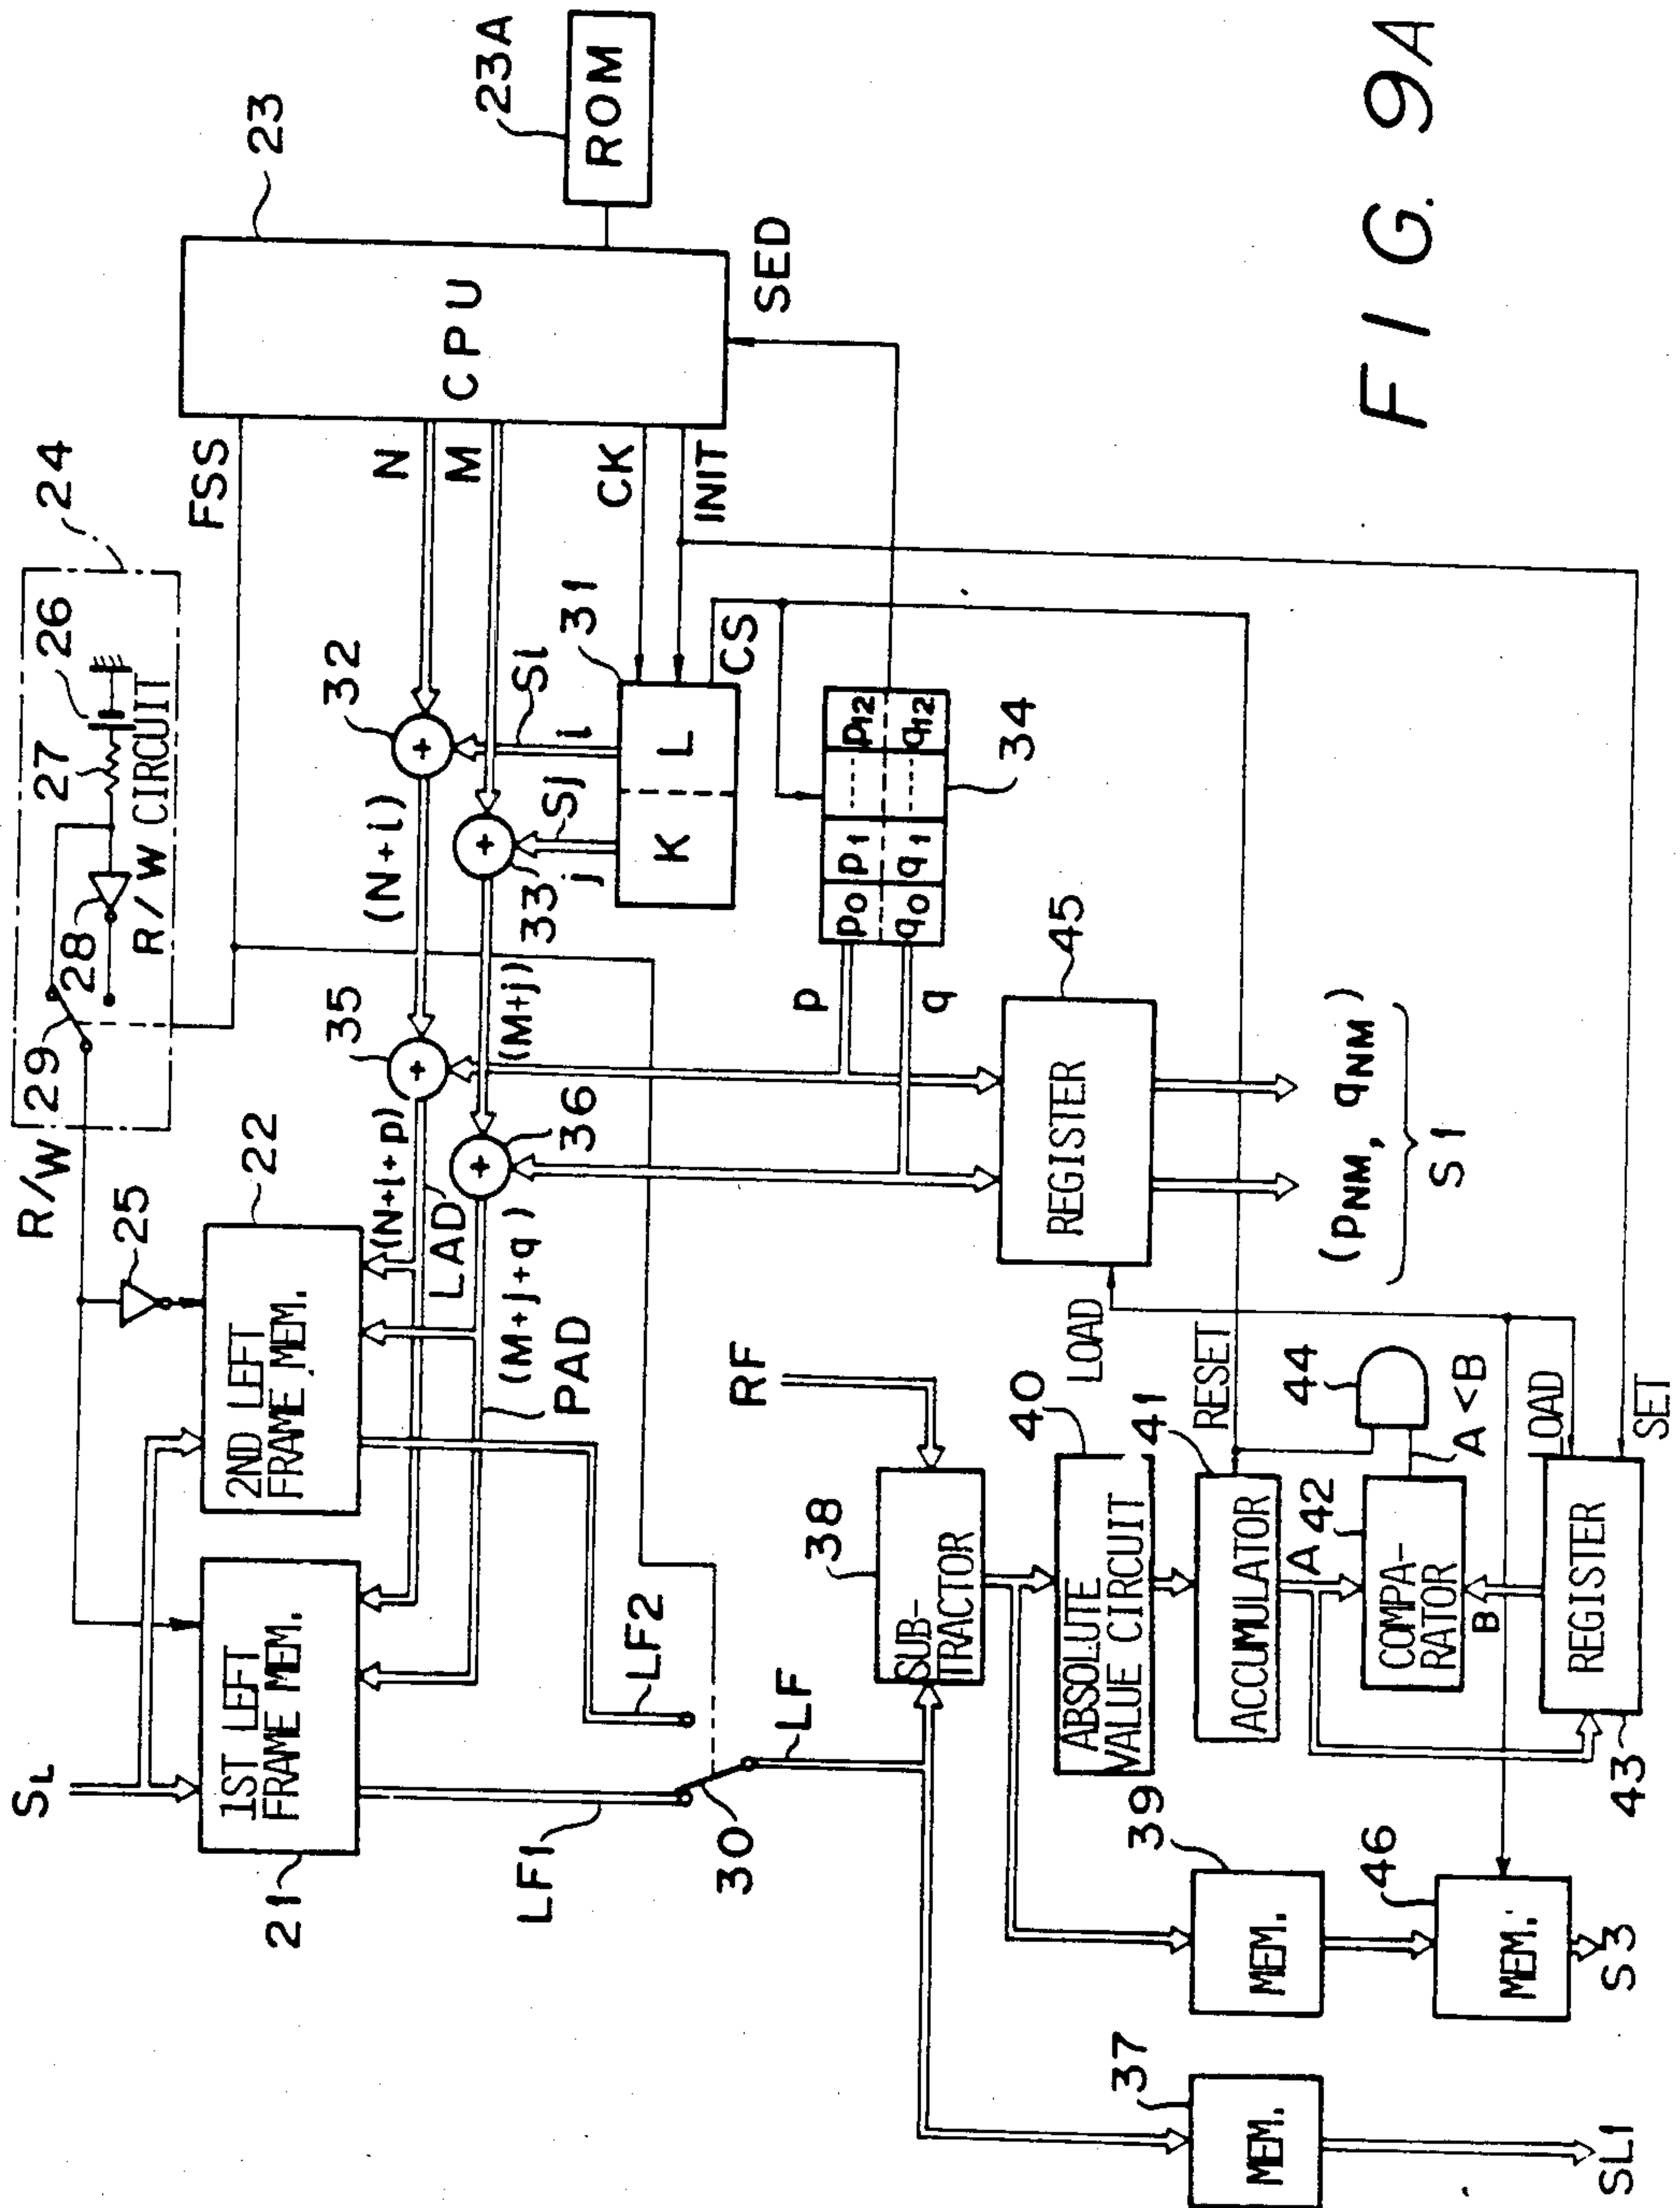 S_L
21
1ST LEFT
FRAME MEM.
2ND LEFT
FRAME MEM.
22
25
R/W
29
28
27
26
R/W CIRCUIT
24
FSS
23
CPU
23A
ROM
N
M
CK
INIT
SED
32
(N+i)
35
(N+i+p)
LAD
33
(M+j)
36
(M+j+q)
PAD
Si
i
Sj
j
31
K
L
CS
p0
p1
p12
q0
q1
q12
34
p
q
LF1
LF2
30
LF
RF
38
SUB-
TRACTOR
45
REGISTER
(pNM, qNM)
S1
LOAD
40
ABSOLUTE
VALUE CIRCUIT
41
ACCUMULATOR
RESET
44
A
42
COMPA-
RATOR
A<B
B
LOAD
SET
REGISTER
43
39
MEM.
46
MEM.
S3
37
MEM.
SL1
FIG. 9A